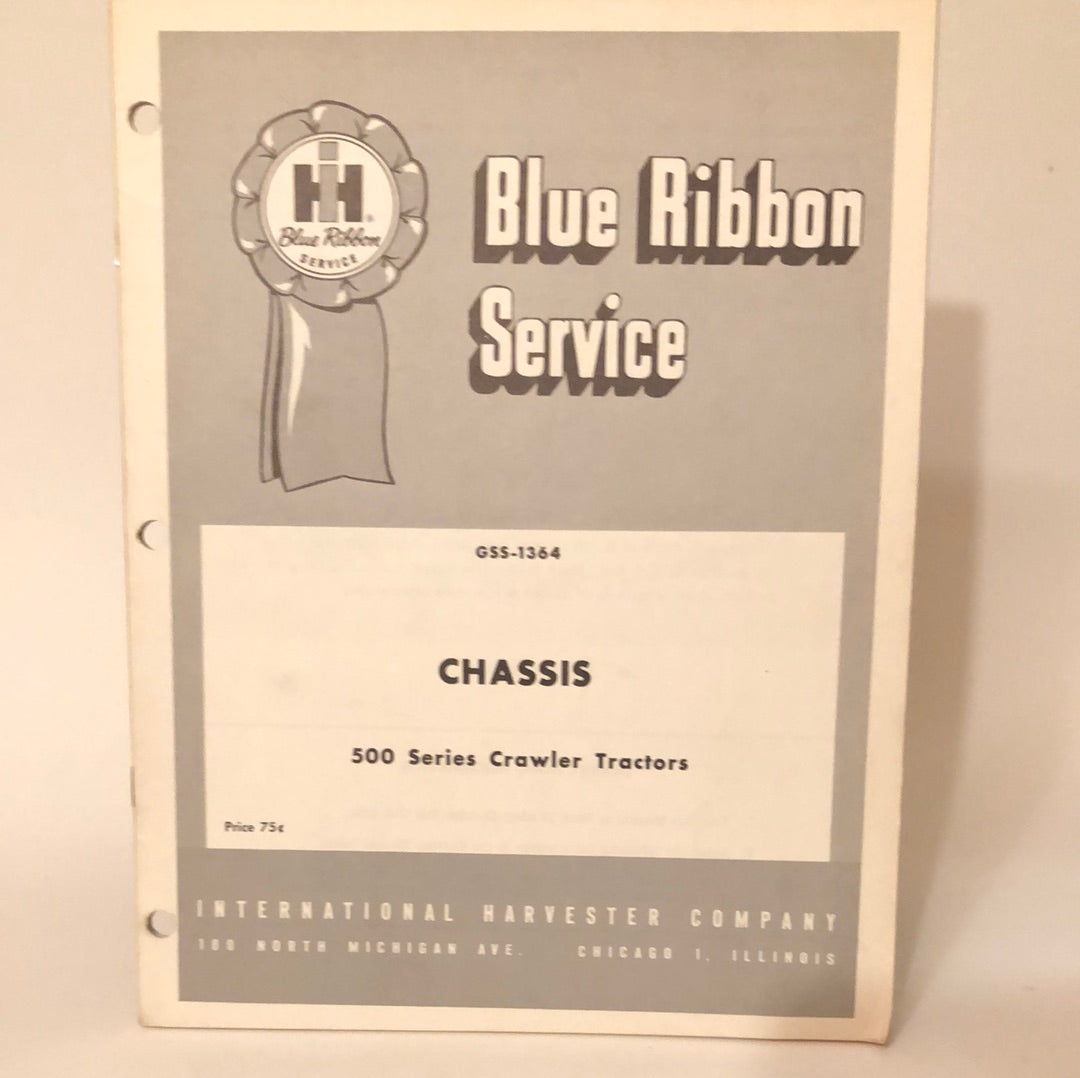 IH
Blue Ribbon
SERVICE
Blue Ribbon
Service
GSS-1364
CHASSIS
500 Series Crawler Tractors
Price 75¢
INTERNATIONAL HARVESTER COMPANY
180 NORTH MICHIGAN AVE. CHICAGO 1, ILLINOIS